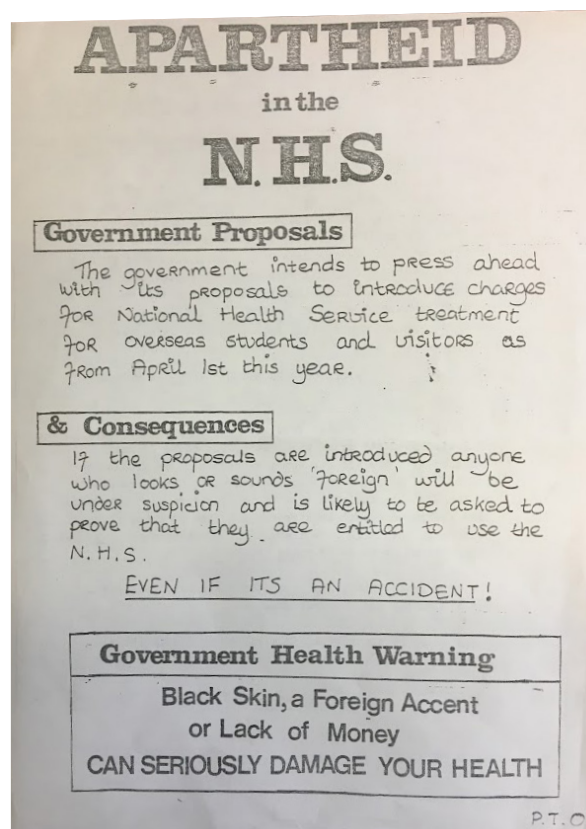 APARTHEID
in the
N.H.S.
Government Proposals
The government intends to press ahead
with its proposals to introduce charges
for National Health Service treatment
for overseas students and visitors as
from April 1st this year.
& Consequences
If the proposals are introduced anyone
who looks or sounds 'foreign' will be
under suspicion and is likely to be asked to
prove that they are entitled to use the
N.H.S.
EVEN IF ITS AN ACCIDENT!
Government Health Warning
Black Skin, a Foreign Accent
or Lack of Money
CAN SERIOUSLY DAMAGE YOUR HEALTH
P.T.O